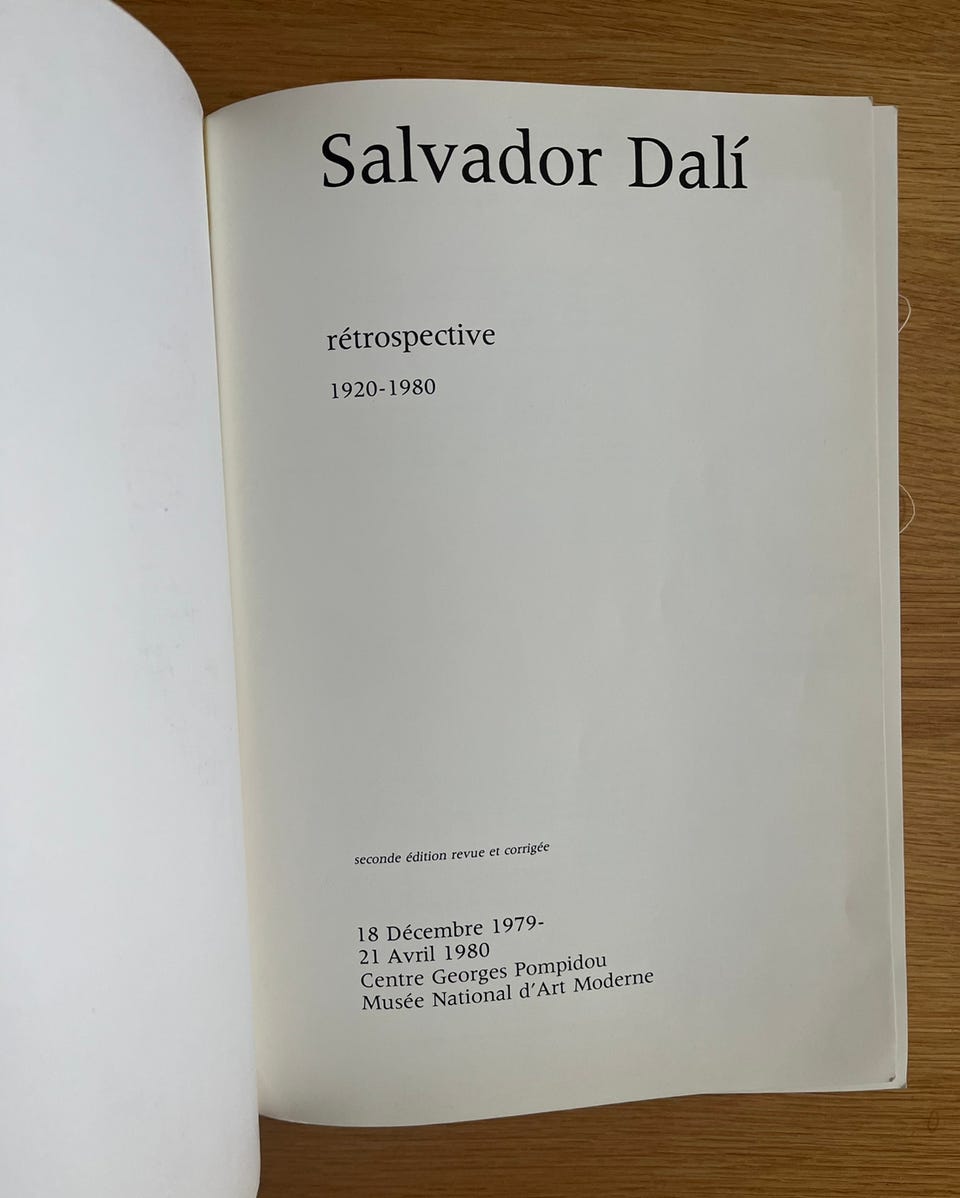 Salvador Dalí
rétrospective
1920-1980
seconde édition revue et corrigée
18 Décembre 1979-
21 Avril 1980
Centre Georges Pompidou
Musée National d'Art Moderne